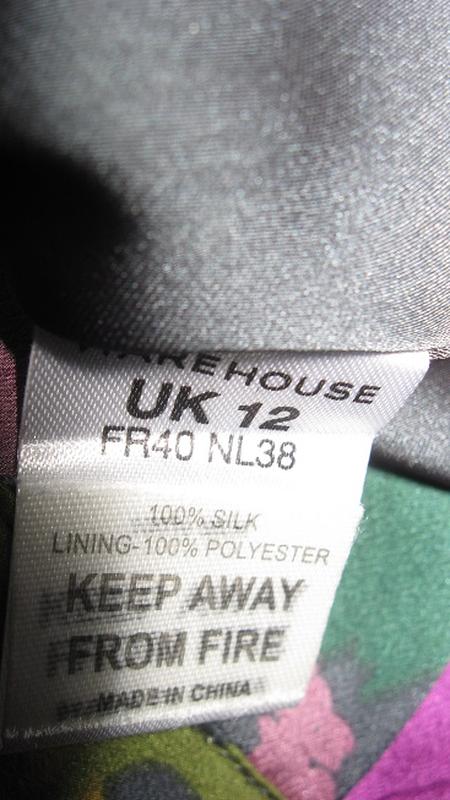 WAREHOUSE
UK 12
FR40 NL38
100% SILK
LINING-100% POLYESTER
KEEP AWAY
FROM FIRE
MADE IN CHINA